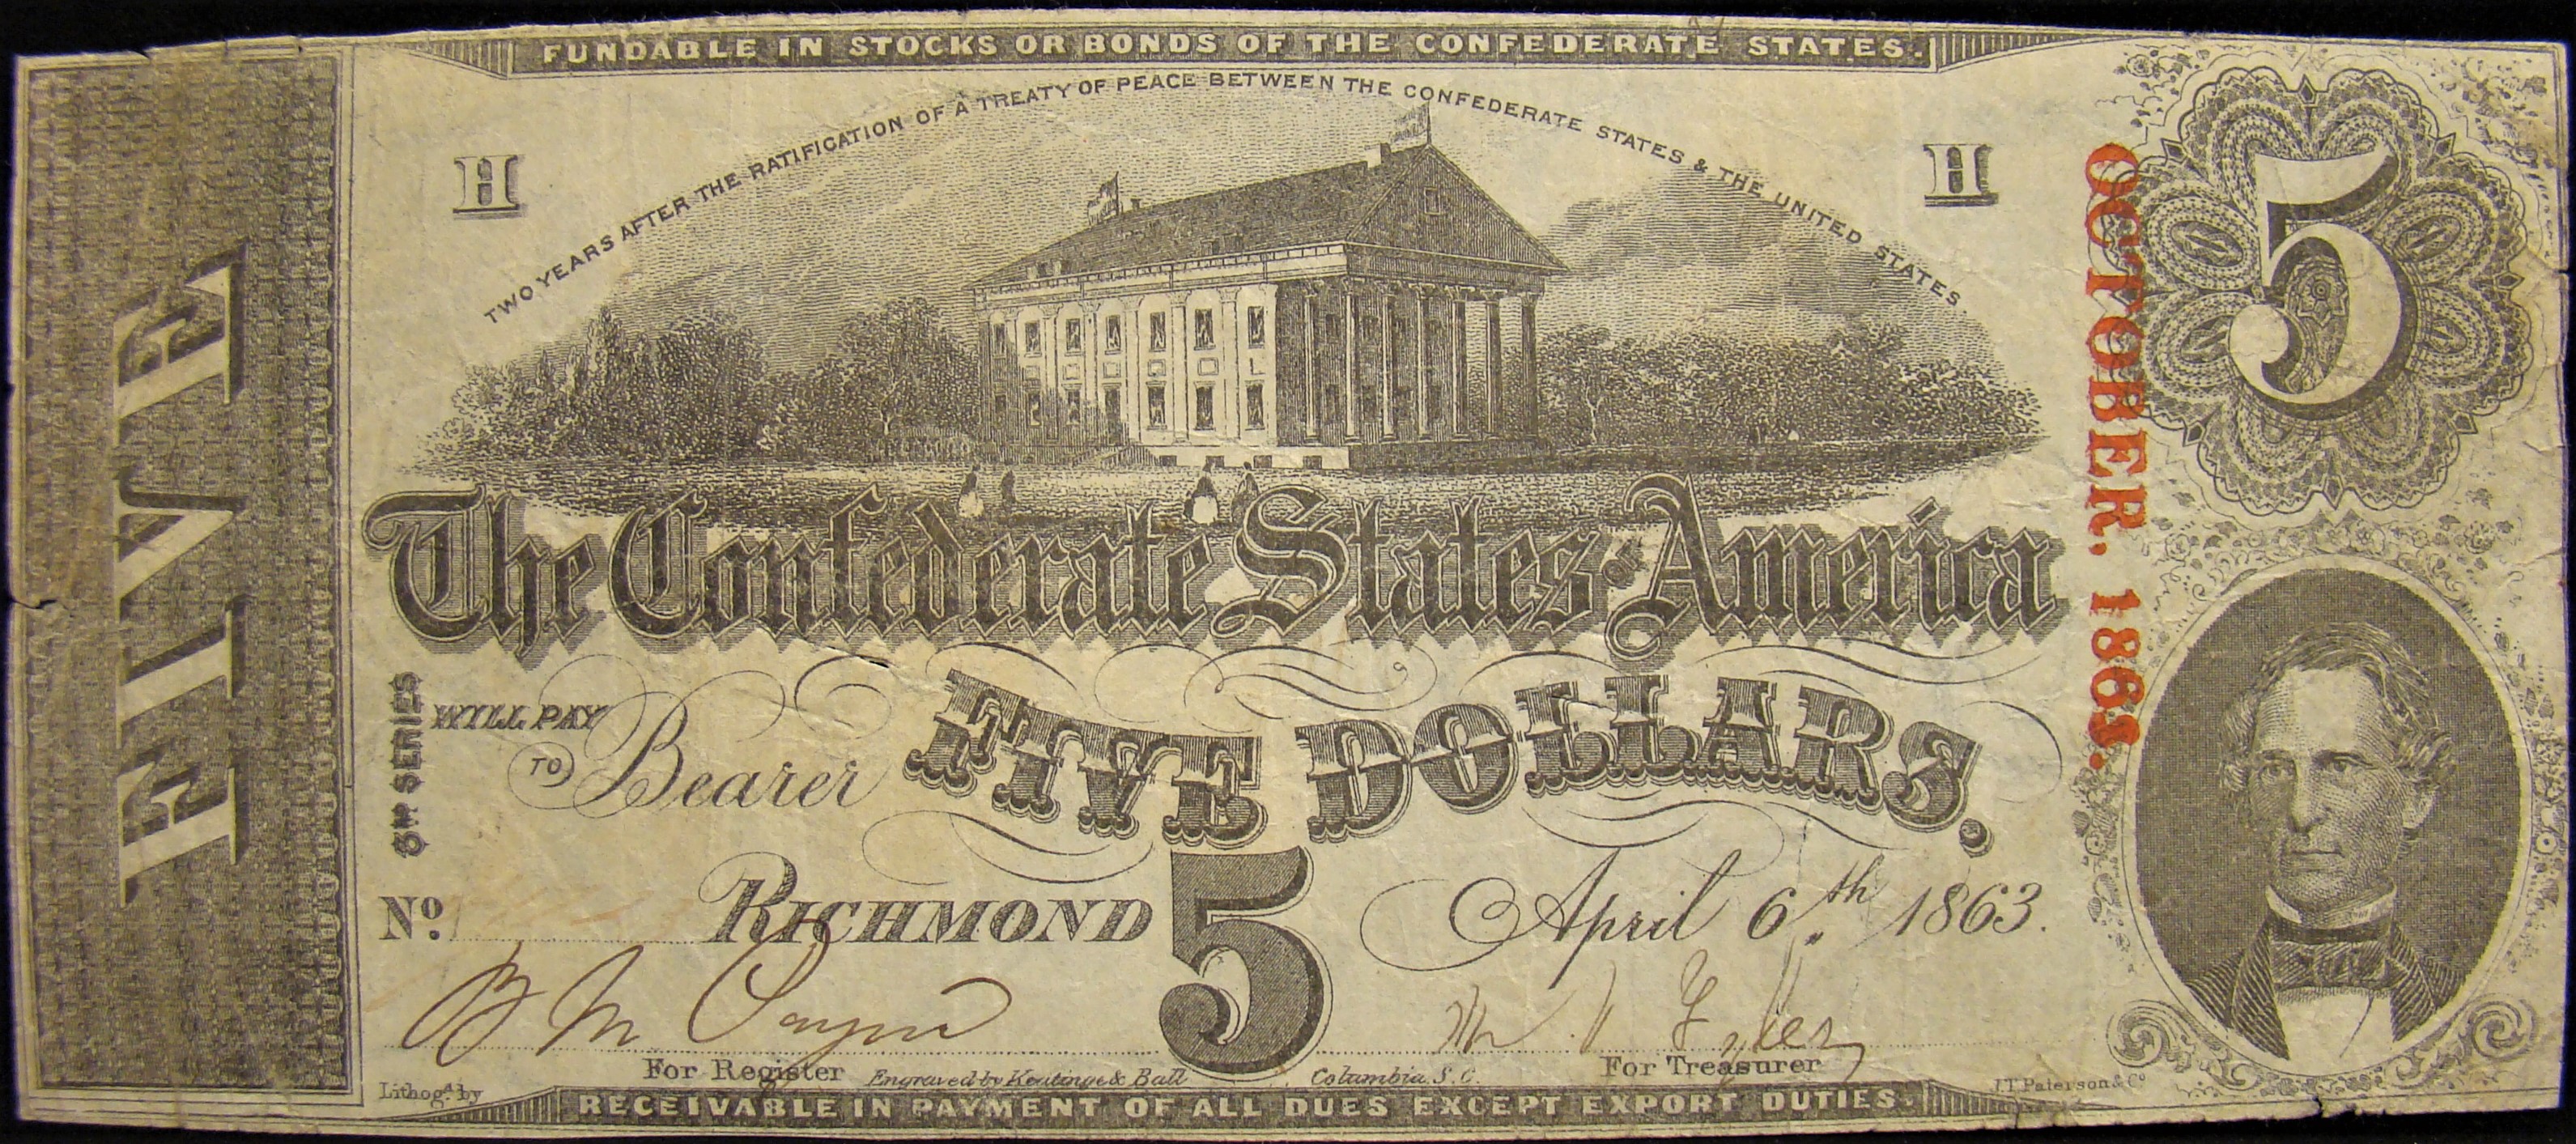 FUNDABLE IN STOCKS OR BONDS OF THE CONFEDERATE STATES.
TWO YEARS AFTER THE RATIFICATION OF A TREATY OF PEACE BETWEEN THE CONFEDERATE STATES & THE UNITED STATES
H
H
5
FIVE
OCTOBER. 1863.
The Confederate States OF America
3RD SERIES
WILL PAY
TO Bearer FIVE DOLLARS.
No. RICHMOND 5 April 6th 1863.
For Register
For Treasurer
Engraved by Keatinge & Ball Columbia S.C.
Lithog.d by J.T. Paterson & Co
RECEIVABLE IN PAYMENT OF ALL DUES EXCEPT EXPORT DUTIES.